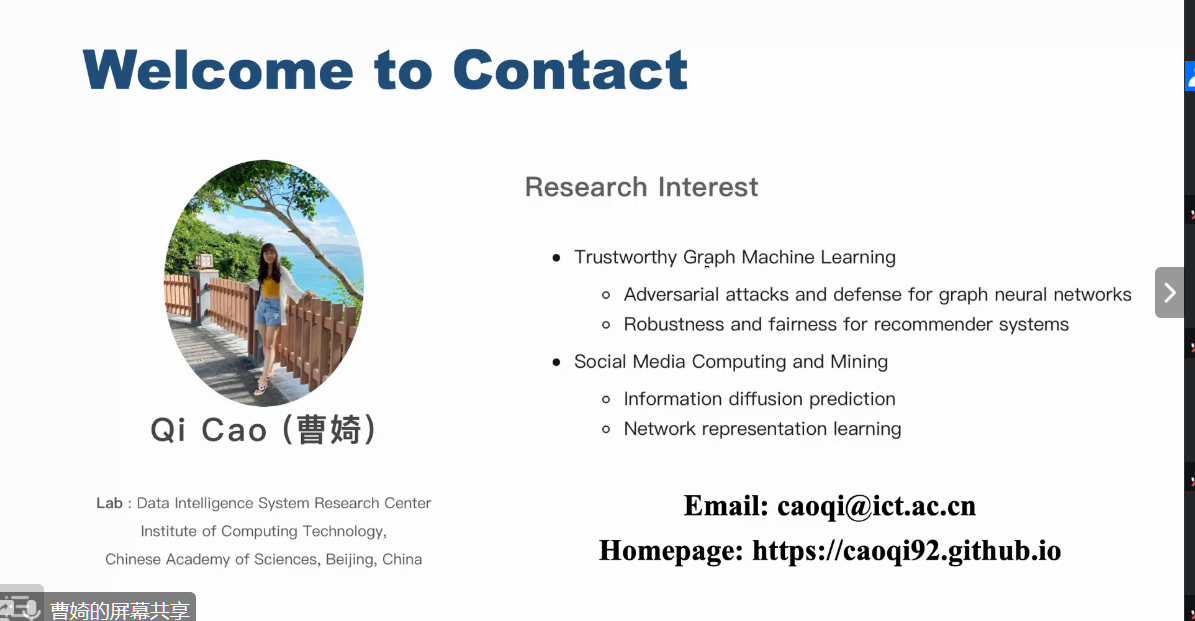 Welcome to Contact
Research Interest
● Trustworthy Graph Machine Learning
○ Adversarial attacks and defense for graph neural networks
○ Robustness and fairness for recommender systems
● Social Media Computing and Mining
○ Information diffusion prediction
○ Network representation learning
Qi Cao (曹婍)
Lab : Data Intelligence System Research Center
Institute of Computing Technology,
Chinese Academy of Sciences, Beijing, China
Email: caoqi@ict.ac.cn
Homepage: https://caoqi92.github.io
曹婍的屏幕共享